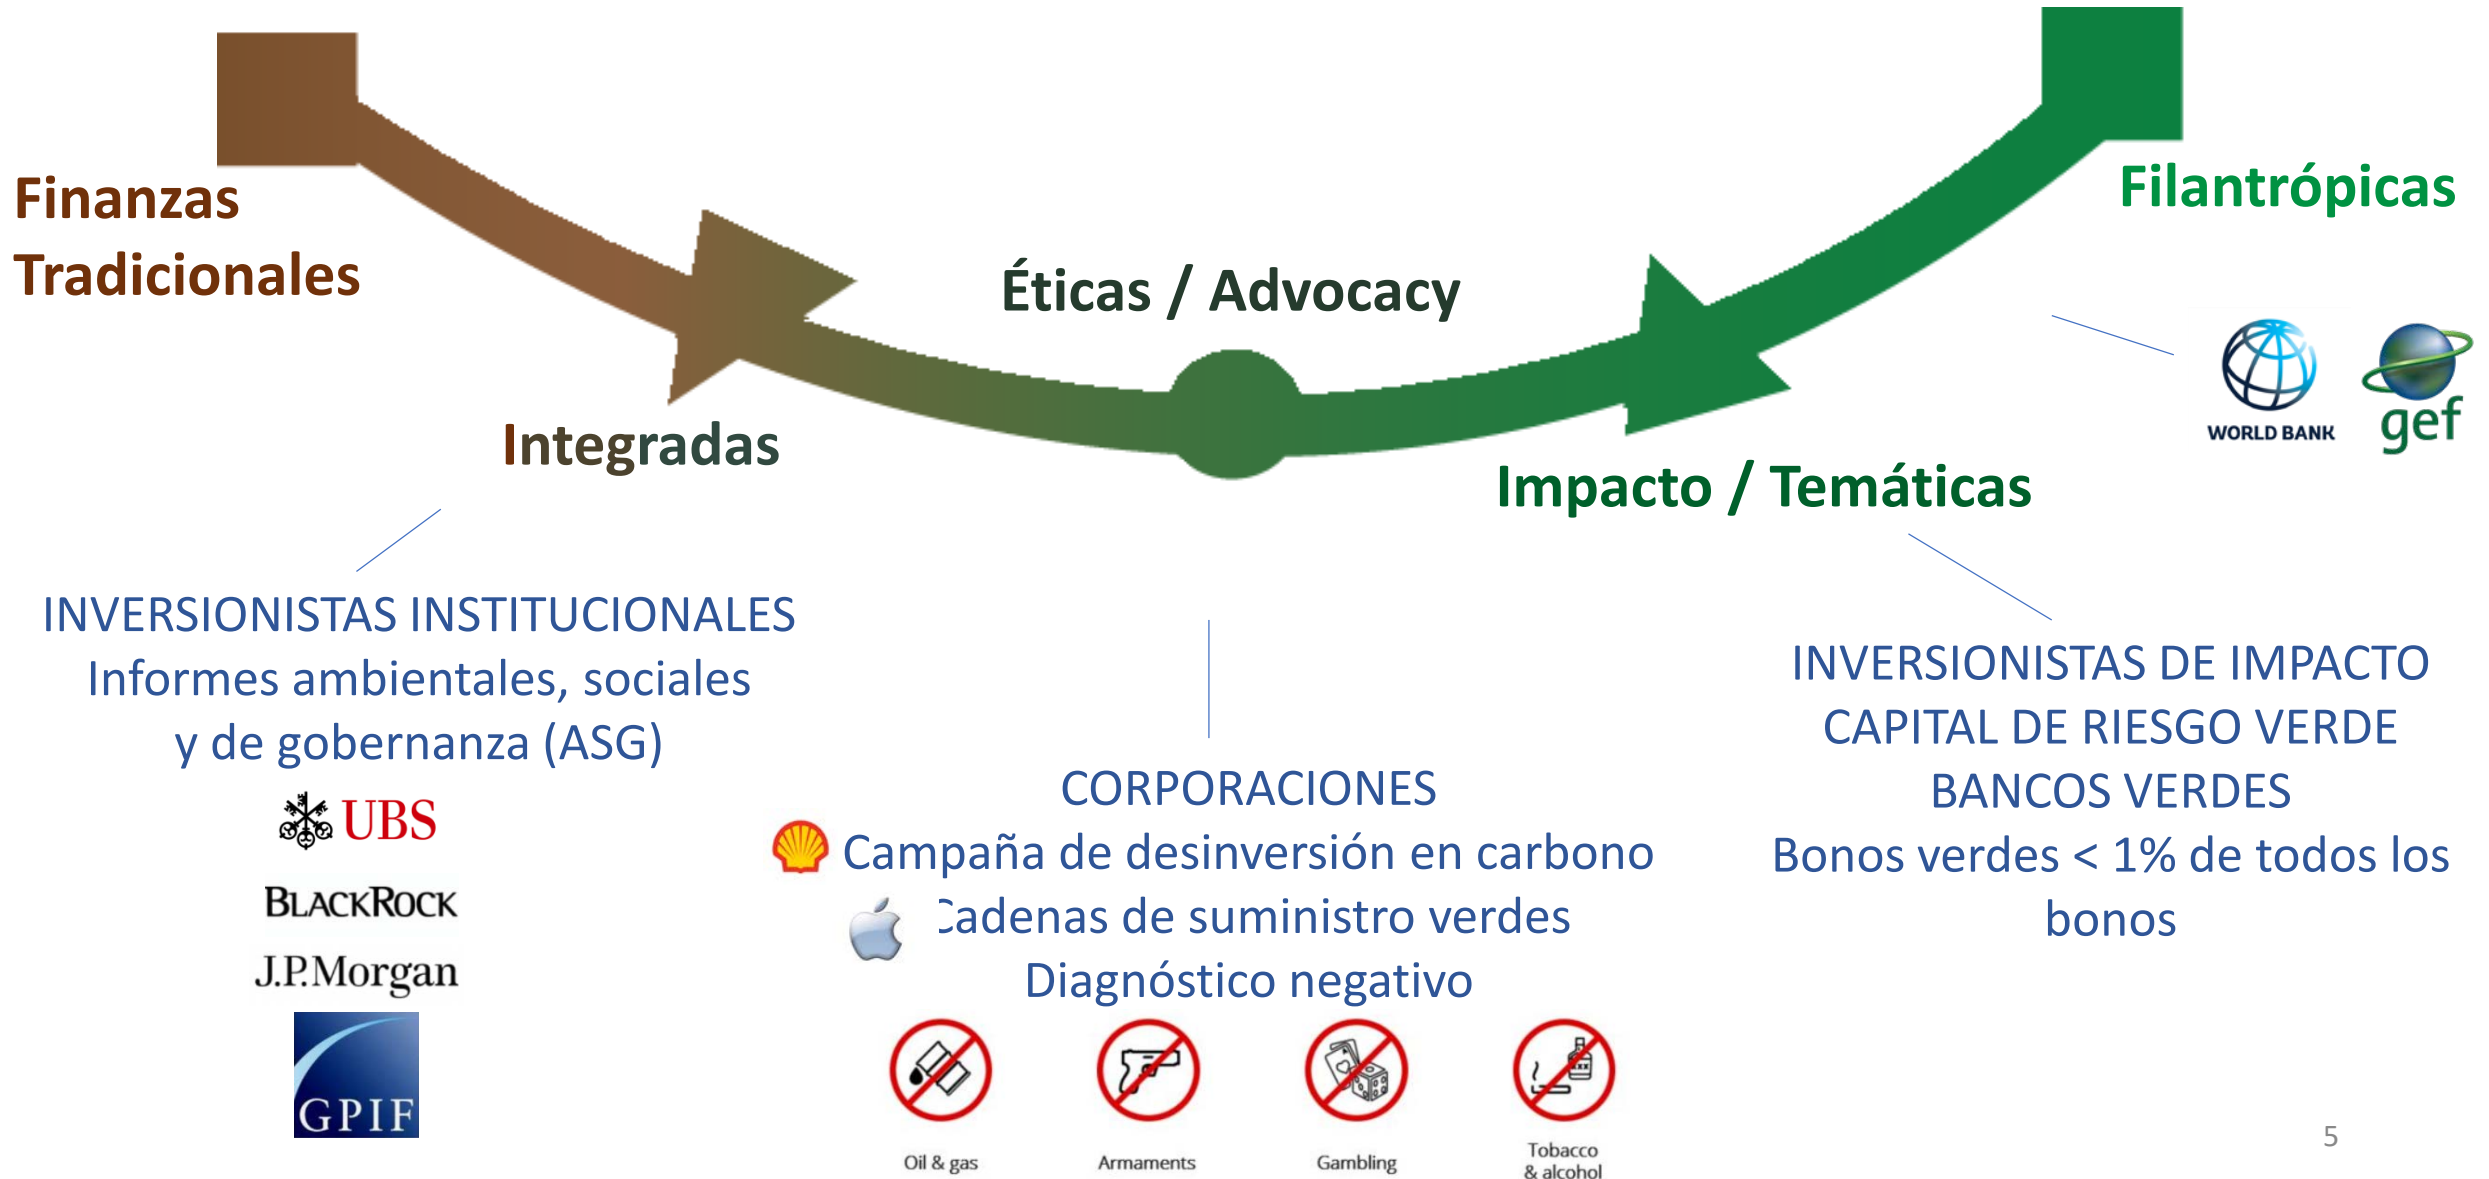 Finanzas
Tradicionales
Integradas
Éticas / Advocacy
Impacto / Temáticas
Filantrópicas
WORLD BANK
gef
INVERSIONISTAS INSTITUCIONALES
Informes ambientales, sociales
y de gobernanza (ASG)
UBS
BLACKROCK
J.P.Morgan
GPIF
CORPORACIONES
Campaña de desinversión en carbono
Cadenas de suministro verdes
Diagnóstico negativo
Oil & gas
Armaments
Gambling
Tobacco
& alcohol
INVERSIONISTAS DE IMPACTO
CAPITAL DE RIESGO VERDE
BANCOS VERDES
Bonos verdes < 1% de todos los
bonos
5